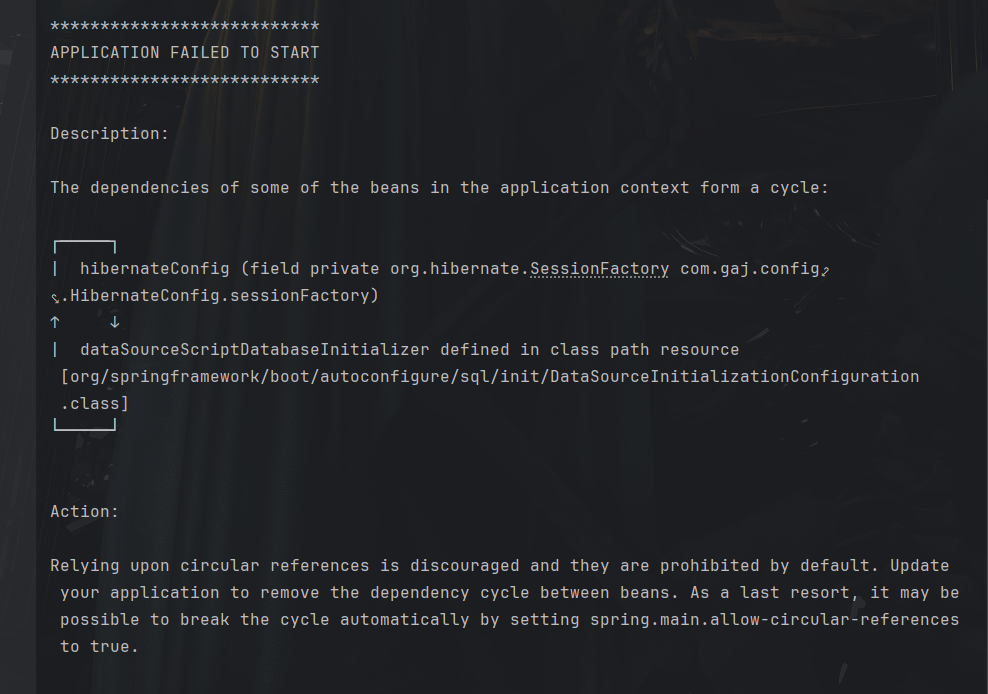 ***************************
APPLICATION FAILED TO START
***************************
Description:
The dependencies of some of the beans in the application context form a cycle:
┌─────┐
|  hibernateConfig (field private org.hibernate.SessionFactory com.gaj.config
.HibernateConfig.sessionFactory)
↑     ↓
|  dataSourceScriptDatabaseInitializer defined in class path resource
[org/springframework/boot/autoconfigure/sql/init/DataSourceInitializationConfiguration
.class]
└─────┘
Action:
Relying upon circular references is discouraged and they are prohibited by default. Update
your application to remove the dependency cycle between beans. As a last resort, it may be
possible to break the cycle automatically by setting spring.main.allow-circular-references
to true.